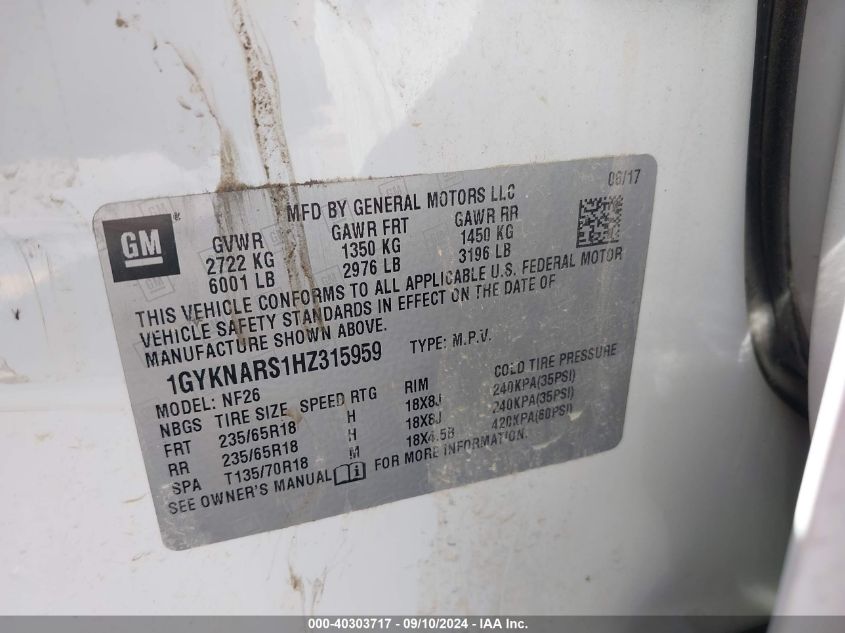 MFD BY GENERAL MOTORS LLC 06/17
GM
GVWR GAWR FRT GAWR RR
2722 KG 1350 KG 1450 KG
6001 LB 2976 LB 3196 LB
THIS VEHICLE CONFORMS TO ALL APPLICABLE U.S. FEDERAL MOTOR
VEHICLE SAFETY STANDARDS IN EFFECT ON THE DATE OF
MANUFACTURE SHOWN ABOVE.
1GYKNARS1HZ315959 TYPE: M.P.V.
MODEL: NF26
NBGS TIRE SIZE SPEED RTG RIM COLD TIRE PRESSURE
FRT 235/65R18 H 18X8J 240KPA(35PSI)
RR 235/65R18 H 18X8J 240KPA(35PSI)
SPA T135/70R18 M 18X4.5B 420KPA(60PSI)
SEE OWNER'S MANUAL FOR MORE INFORMATION.
000-40303717 - 09/10/2024 - IAA Inc.